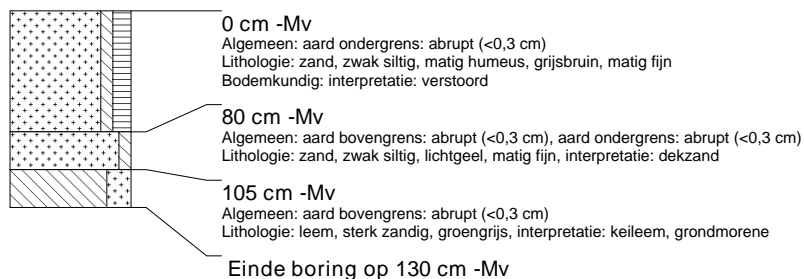 0 cm -Mv
Algemeen: aard ondergrens: abrupt (<0,3 cm)
Lithologie: zand, zwak siltig, matig humeus, grijsbruin, matig fijn
Bodemkundig: interpretatie: verstoord
80 cm -Mv
Algemeen: aard bovengrens: abrupt (<0,3 cm), aard ondergrens: abrupt (<0,3 cm)
Lithologie: zand, zwak siltig, lichtgeel, matig fijn, interpretatie: dekzand
105 cm -Mv
Algemeen: aard bovengrens: abrupt (<0,3 cm)
Lithologie: leem, sterk zandig, groengrijs, interpretatie: keileem, grondmorene
Einde boring op 130 cm -Mv